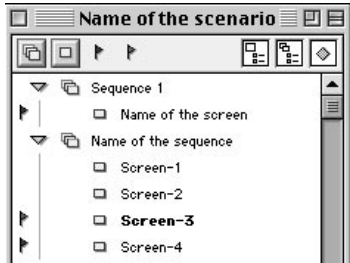 Name of the scenario
Sequence 1
Name of the screen
Name of the sequence
Screen-1
Screen-2
Screen-3
Screen-4